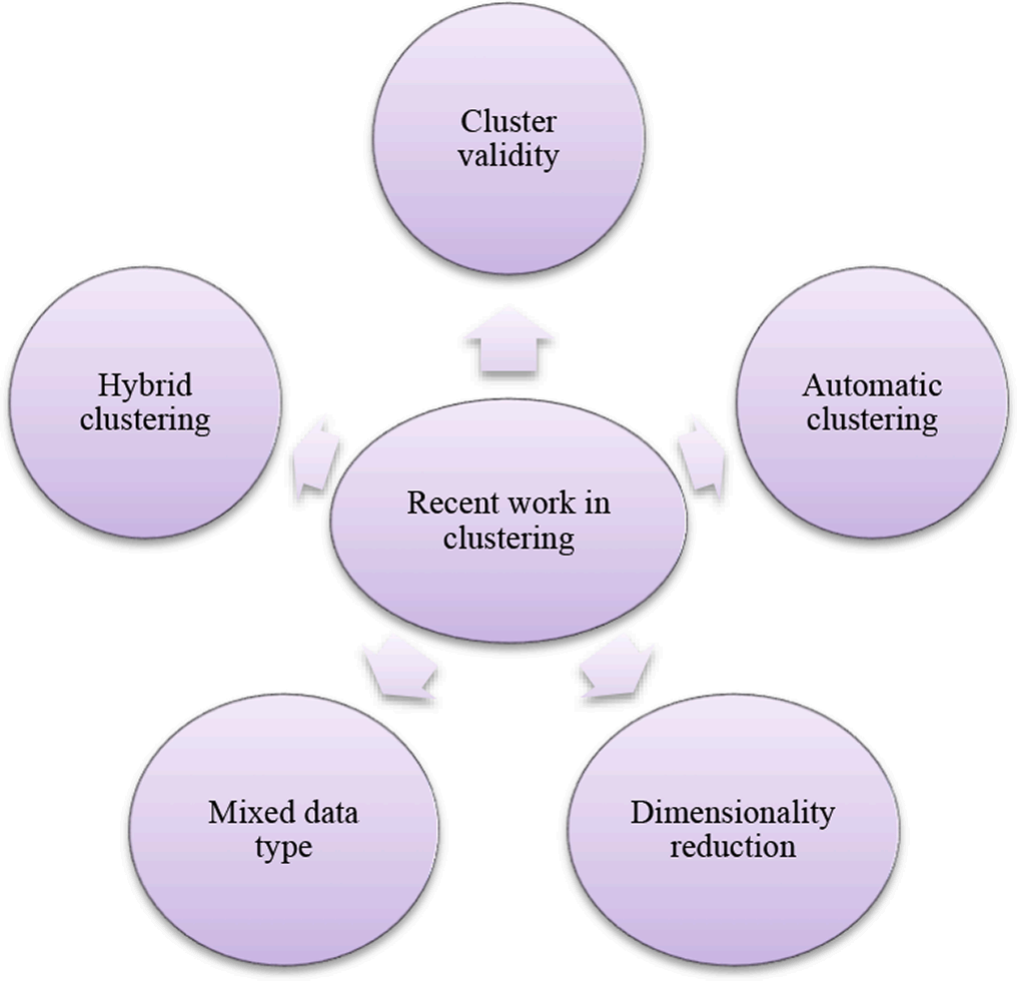 Cluster
validity
Hybrid
clustering
Automatic
clustering
Recent work in
clustering
Mixed data
type
Dimensionality
reduction